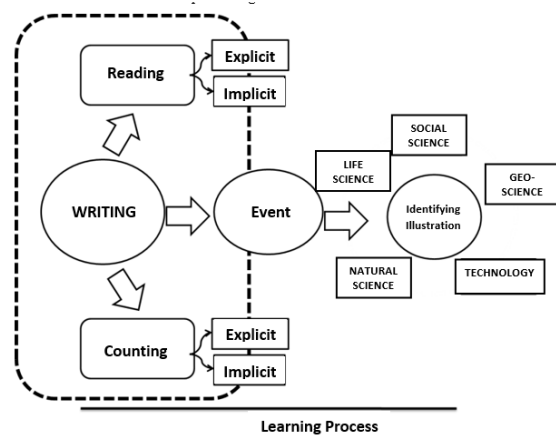 Reading
Explicit
Implicit
WRITING
Event
LIFE
SCIENCE
SOCIAL
SCIENCE
GEO-
SCIENCE
Identifying
Illustration
NATURAL
SCIENCE
TECHNOLOGY
Counting
Explicit
Implicit
Learning Process